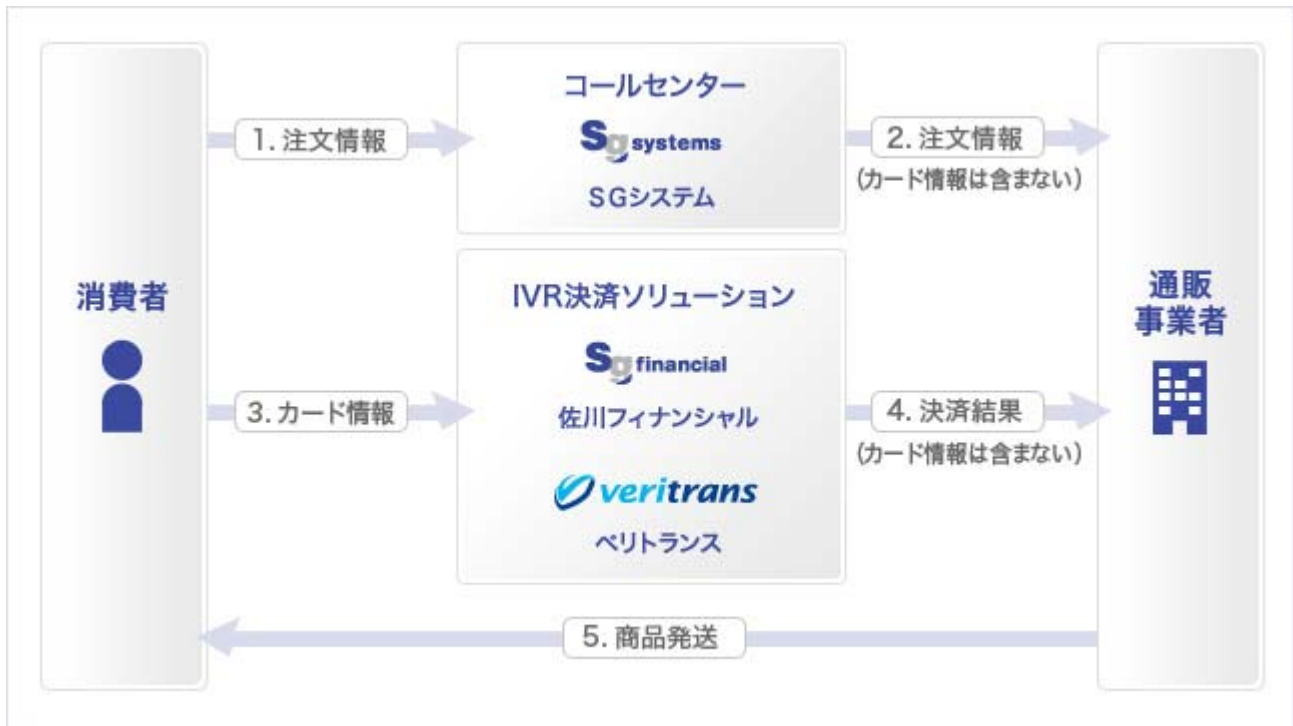 コールセンター
Sg systems
SGシステム
1. 注文情報
2. 注文情報
(カード情報は含まない)
消費者
通販
事業者
IVR決済ソリューション
Sg financial
佐川フィナンシャル
veritrans
ベリトランス
3. カード情報
4. 決済結果
(カード情報は含まない)
5. 商品発送